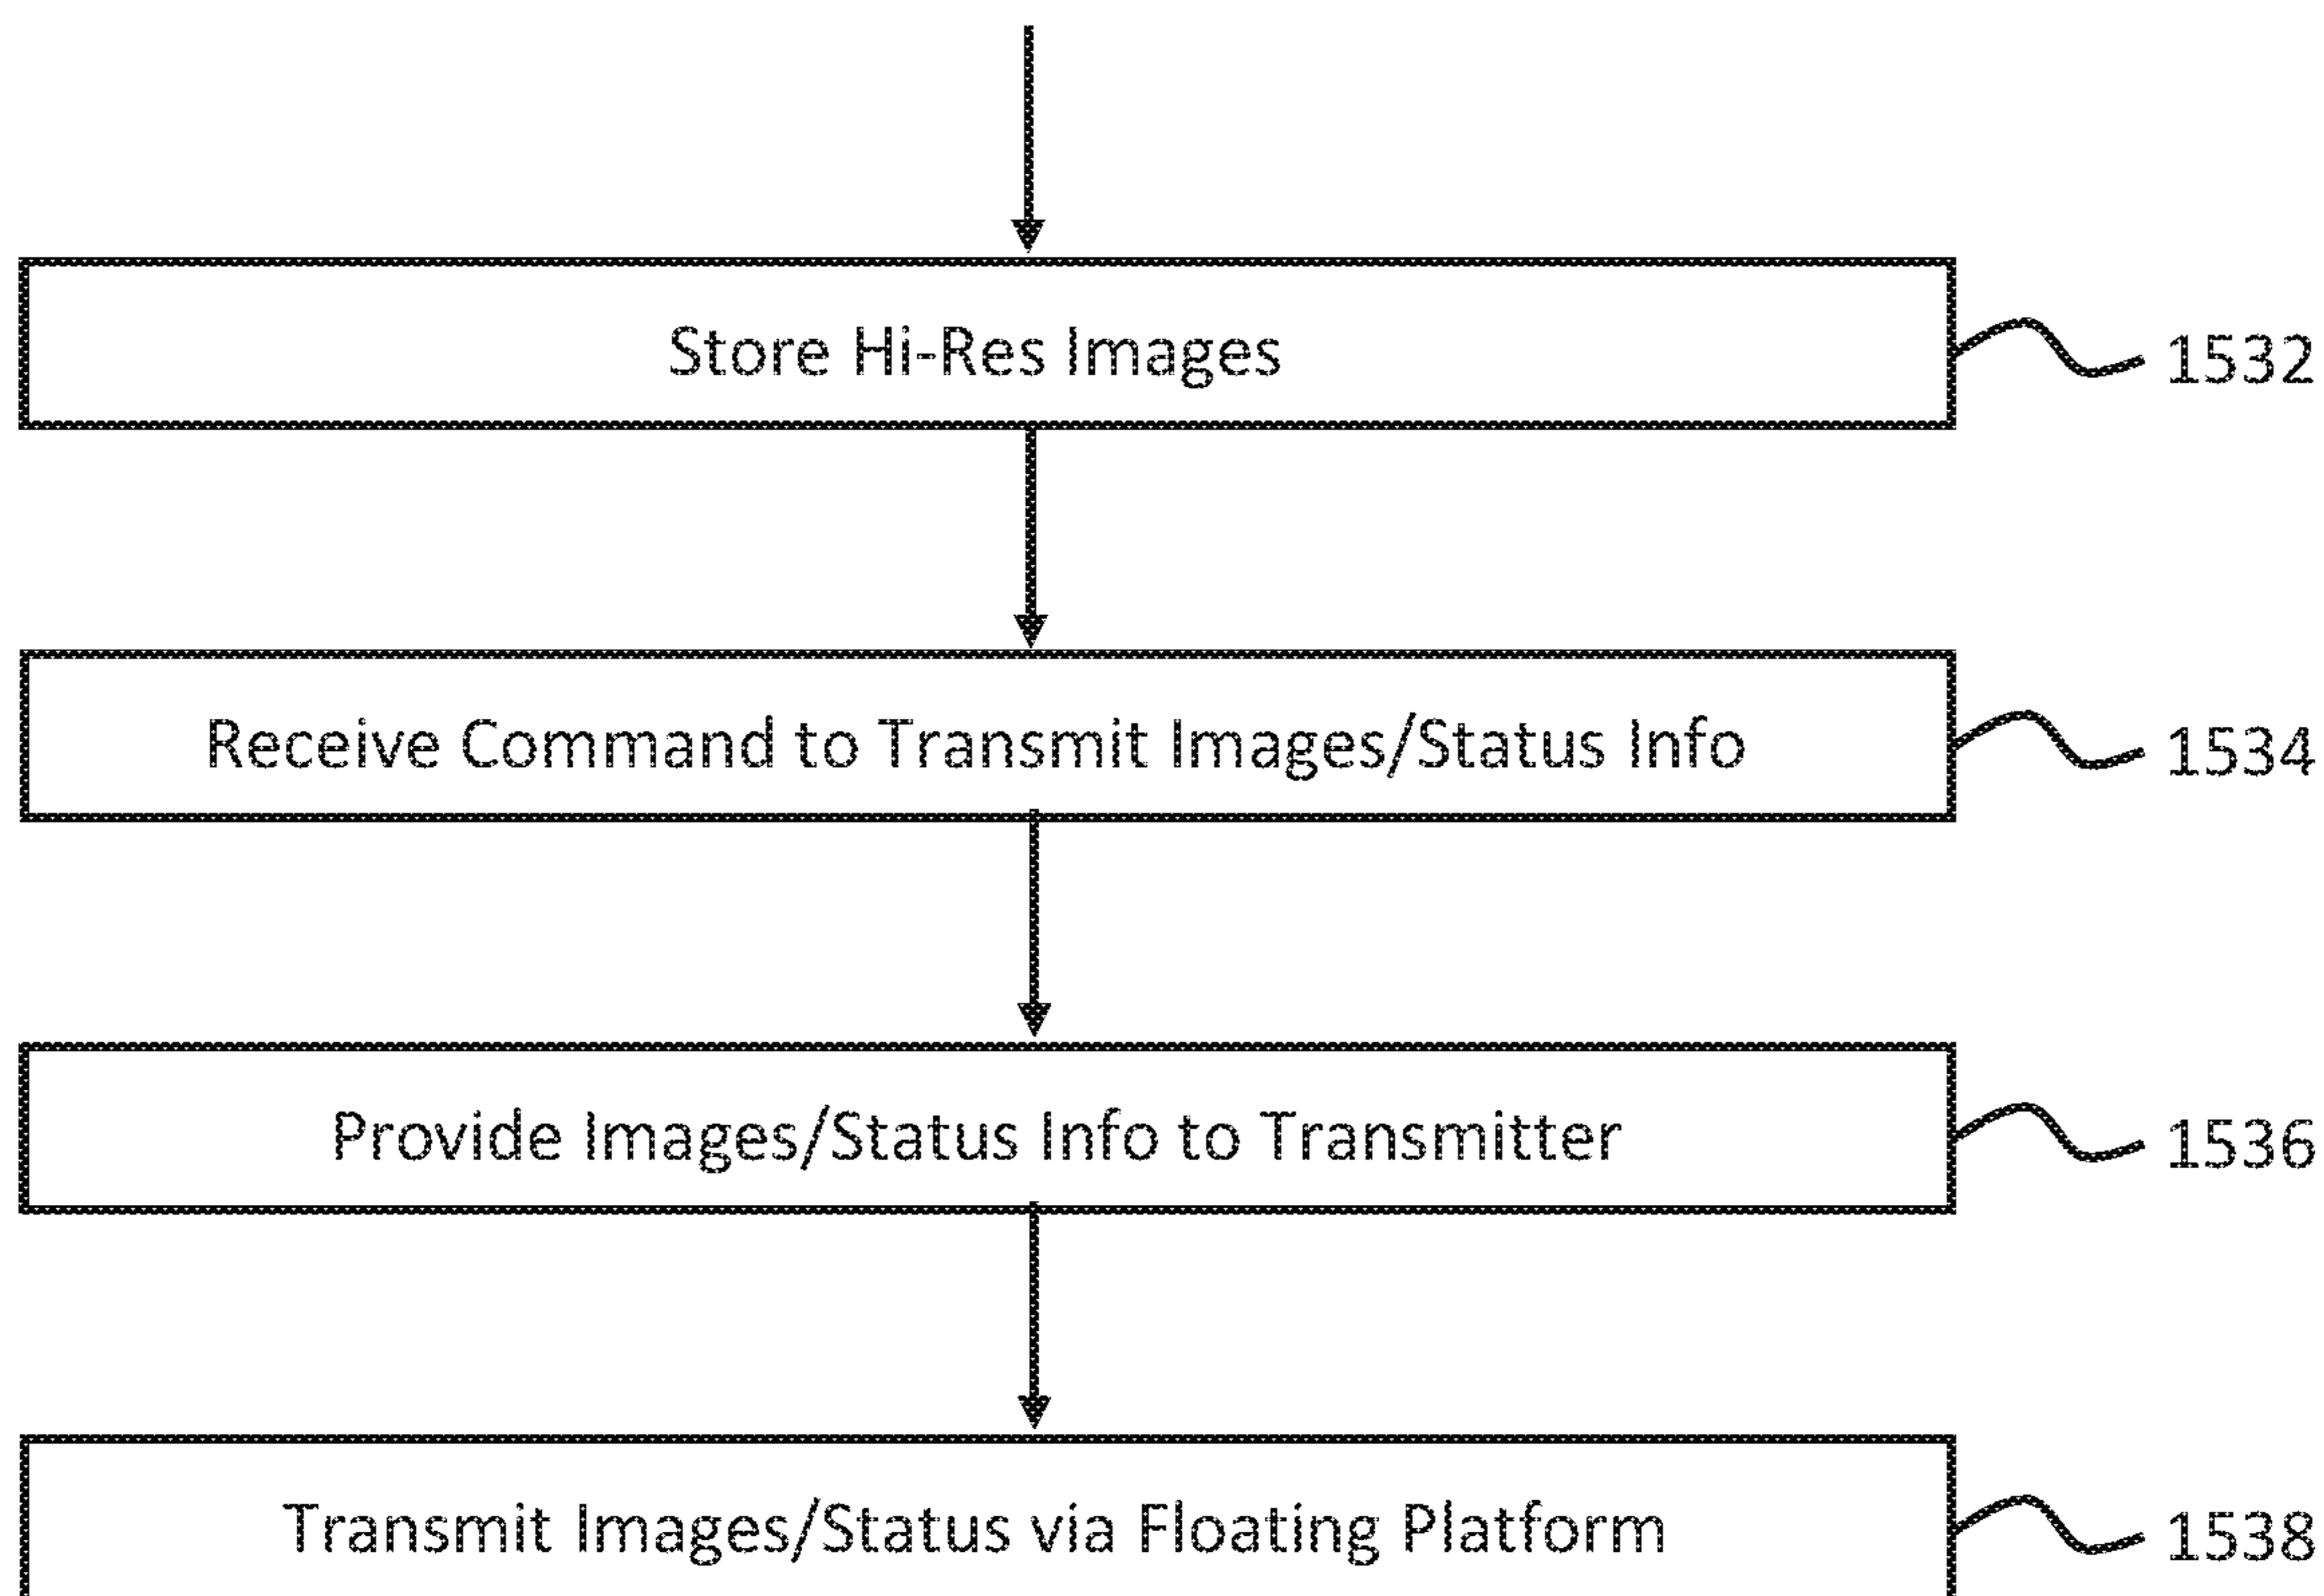 Store Hi-Res Images
1532
Receive Command to Transmit Images/Status Info
1534
Provide Images/Status Info to Transmitter
1536
Transmit Images/Status via Floating Platform
1538